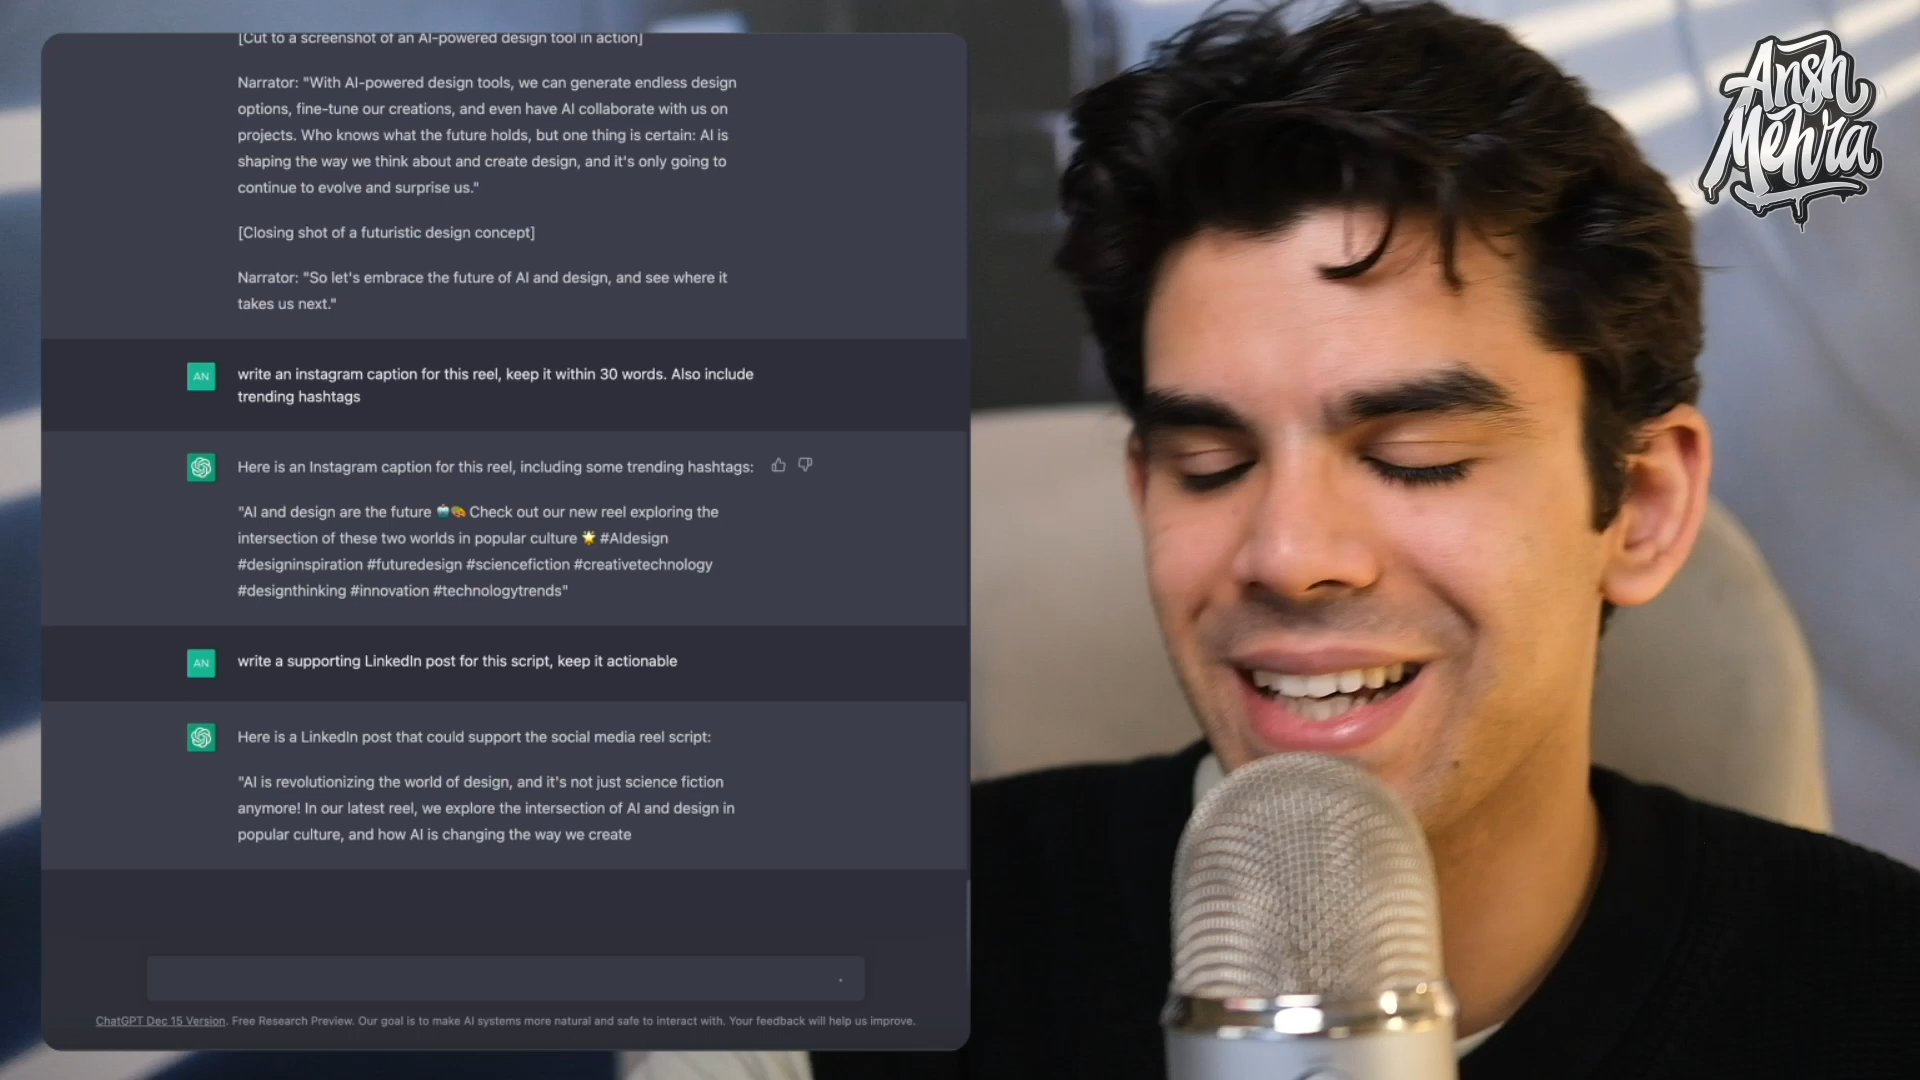 [Cut to a screenshot of an AI-powered design tool in action]
Narrator: "With AI-powered design tools, we can generate endless design
options, fine-tune our creations, and even have AI collaborate with us on
projects. Who knows what the future holds, but one thing is certain: AI is
shaping the way we think about and create design, and it's only going to
continue to evolve and surprise us."
[Closing shot of a futuristic design concept]
Narrator: "So let's embrace the future of AI and design, and see where it
takes us next."
AN
write an instagram caption for this reel, keep it within 30 words. Also include
trending hashtags
Here is an Instagram caption for this reel, including some trending hashtags:
"AI and design are the future 🤖🎨 Check out our new reel exploring the
intersection of these two worlds in popular culture 🌟 #AIdesign
#designinspiration #futuredesign #sciencefiction #creativetechnology
#designthinking #innovation #technologytrends"
AN
write a supporting LinkedIn post for this script, keep it actionable
Here is a LinkedIn post that could support the social media reel script:
"AI is revolutionizing the world of design, and it's not just science fiction
anymore! In our latest reel, we explore the intersection of AI and design in
popular culture, and how AI is changing the way we create
ChatGPT Dec 15 Version. Free Research Preview. Our goal is to make AI systems more natural and safe to interact with. Your feedback will help us improve.
Ansh
Mehra